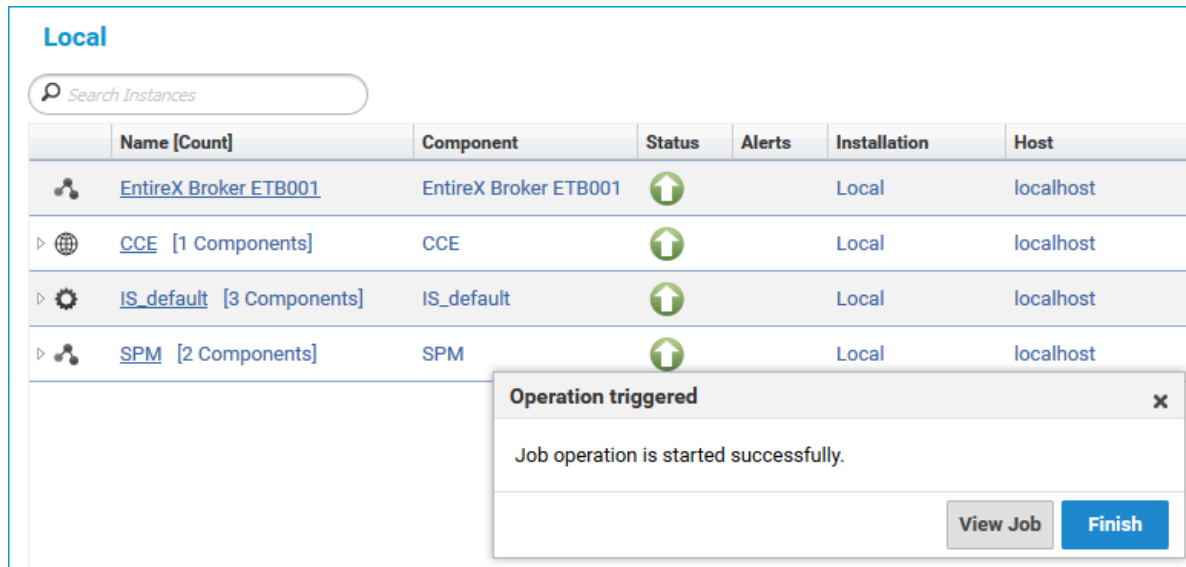 Local
Search Instances
Name [Count] Component Status Alerts Installation Host
EntireX Broker ETB001 EntireX Broker ETB001 Local localhost
CCE [1 Components] CCE Local localhost
IS_default [3 Components] IS_default Local localhost
SPM [2 Components] SPM Local localhost
Operation triggered
Job operation is started successfully.
View Job Finish